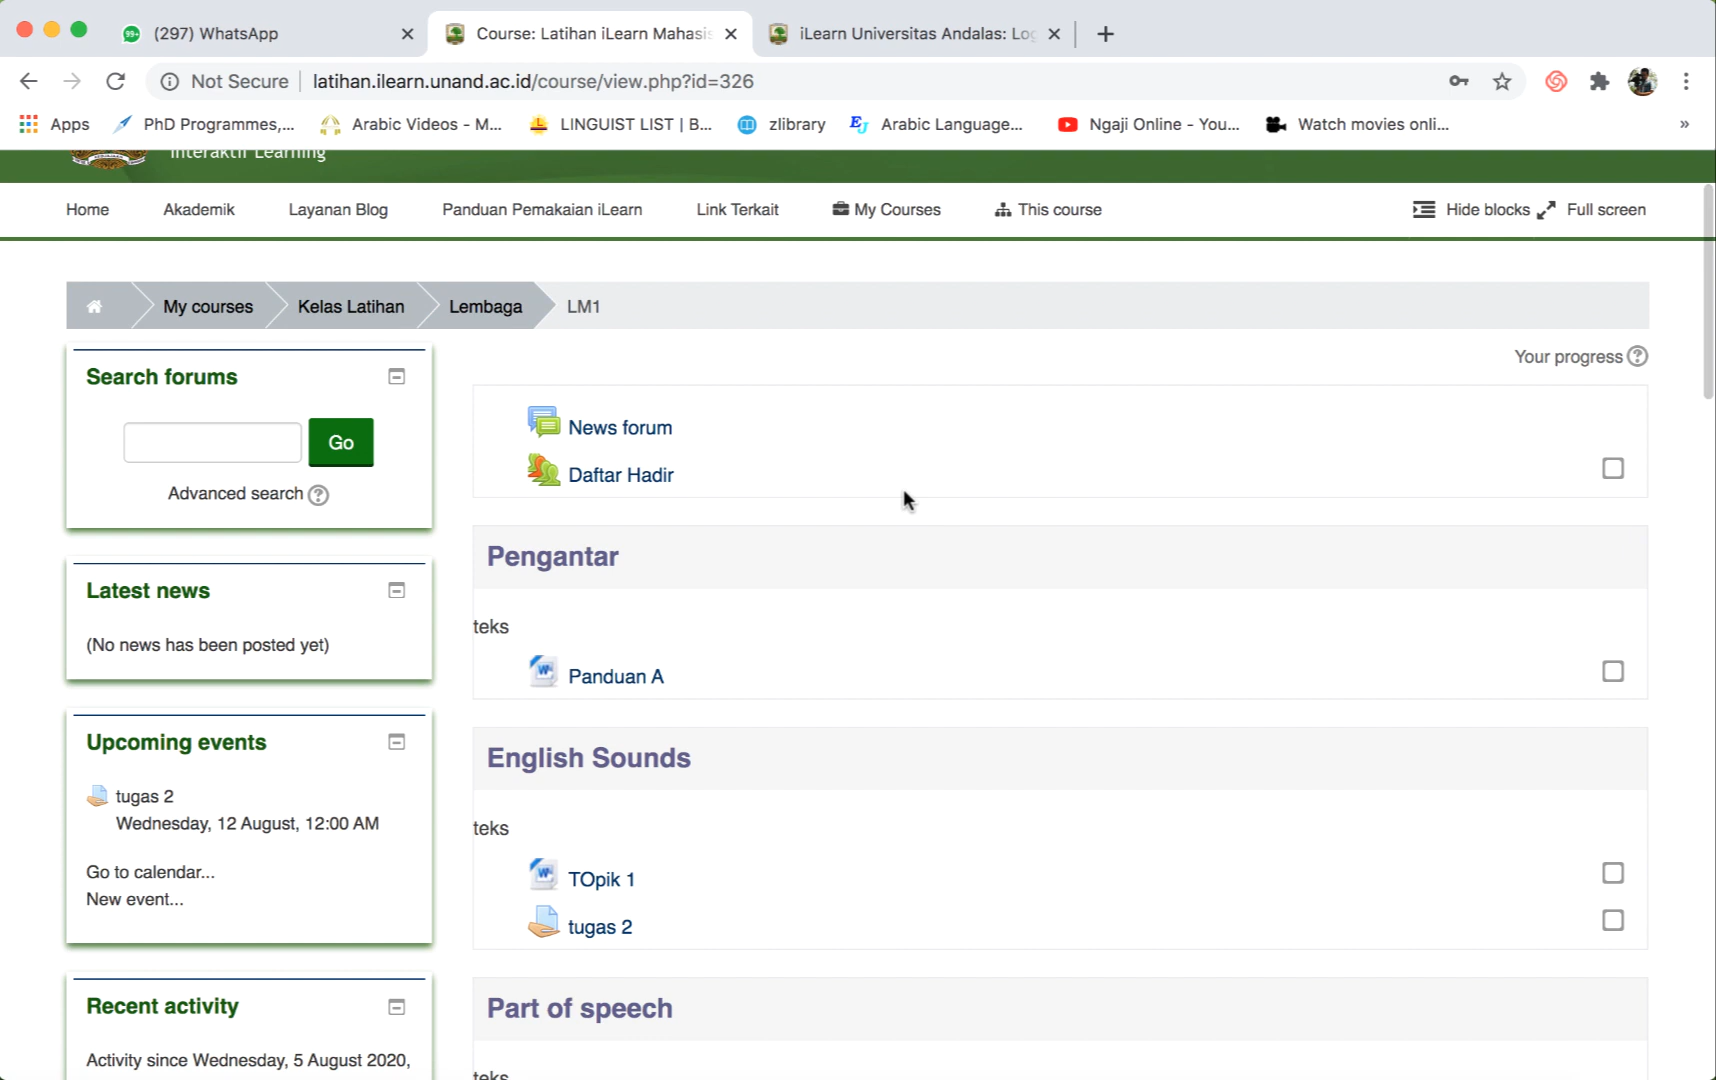 99+ (297) WhatsApp
Course: Latihan iLearn Mahasis
iLearn Universitas Andalas: Log
Not Secure latihan.ilearn.unand.ac.id/course/view.php?id=326
Apps
PhD Programmes,...
Arabic Videos - M...
LINGUIST LIST | B...
zlibrary
EJ Arabic Language...
Ngaji Online - You...
Watch movies onli...
»
Interaktif Learning
Home
Akademik
Layanan Blog
Panduan Pemakaian iLearn
Link Terkait
My Courses
This course
Hide blocks
Full screen
My courses
Kelas Latihan
Lembaga
LM1
Search forums
Go
Advanced search ?
Latest news
(No news has been posted yet)
Upcoming events
tugas 2
Wednesday, 12 August, 12:00 AM
Go to calendar...
New event...
Recent activity
Activity since Wednesday, 5 August 2020,
Your progress ?
News forum
Daftar Hadir
Pengantar
teks
Panduan A
English Sounds
teks
TOpik 1
tugas 2
Part of speech
teks